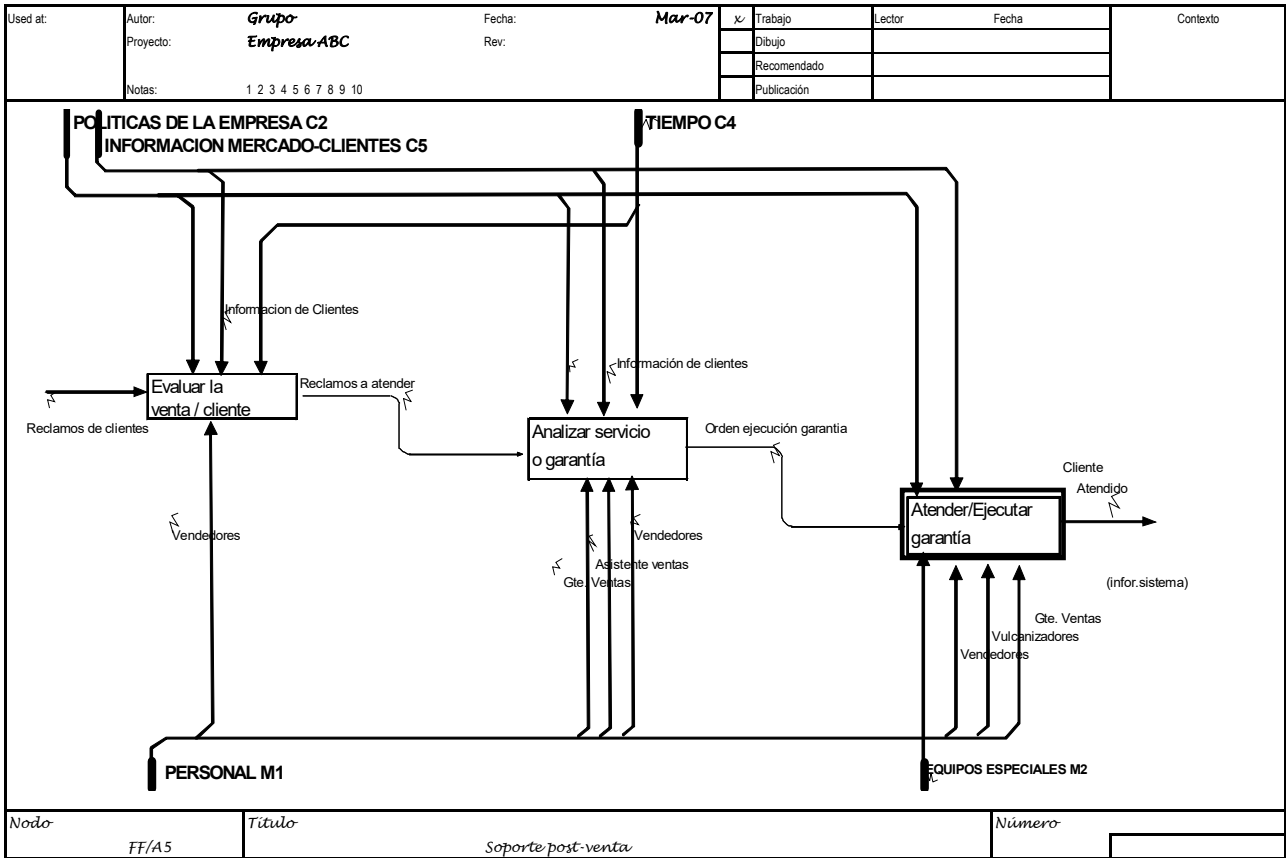 Used at:
Autor: Grupo Fecha: Mar-07
x Trabajo Lector Fecha Contexto
Proyecto: Empresa ABC Rev:
Dibujo
Recomendado
Notas: 1 2 3 4 5 6 7 8 9 10
Publicación
POLITICAS DE LA EMPRESA C2
TIEMPO C4
INFORMACION MERCADO-CLIENTES C5
Informacion de Clientes
Información de clientes
Evaluar la
venta / cliente
Reclamos a atender
Reclamos de clientes
Analizar servicio
o garantía
Orden ejecución garantia
Cliente
Atendido
Atender/Ejecutar
garantía
Vendedores
Vendedores
Asistente ventas
Gte. Ventas
(infor.sistema)
Gte. Ventas
Vulcanizadores
Vendedores
PERSONAL M1
EQUIPOS ESPECIALES M2
Nodo Título Número
FF/A5 Soporte post-venta